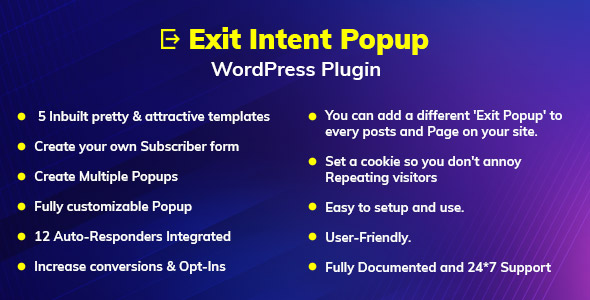 Exit Intent Popup
WordPress Plugin
5 Inbuilt pretty & attractive templates
Create your own Subscriber form
Create Multiple Popups
Fully customizable Popup
12 Auto-Responders Integrated
Increase conversions & Opt-Ins
You can add a different 'Exit Popup' to
every posts and Page on your site.
Set a cookie so you don't annoy
Repeating visitors
Easy to setup and use.
User-Friendly.
Fully Documented and 24*7 Support